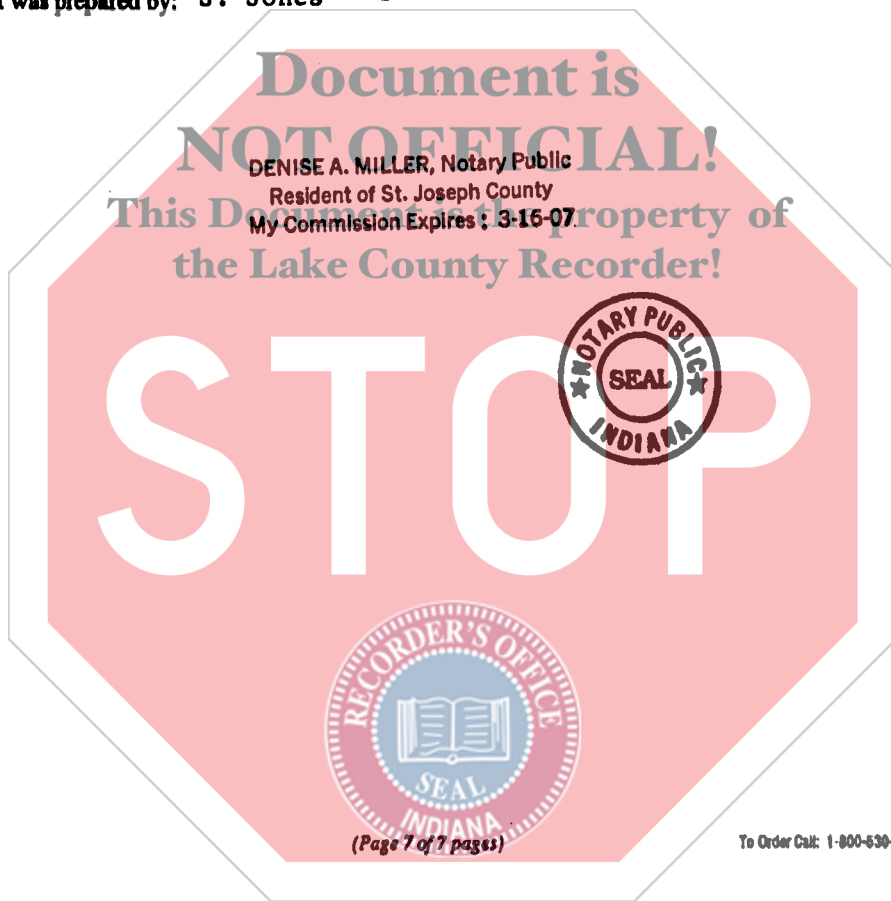 was prepared by: S. Jones
Document is
NOT OFFICIAL!
DENISE A. MILLER, Notary Public
Resident of St. Joseph County
This Document is the property of
My Commission Expires: 3-16-07.
the Lake County Recorder!
NOTARY PUBLIC
SEAL
INDIANA
STOP
RECORDER'S OFFICE
SEAL
INDIANA
(Page 7 of 7 pages)
To Order Call: 1-800-530-